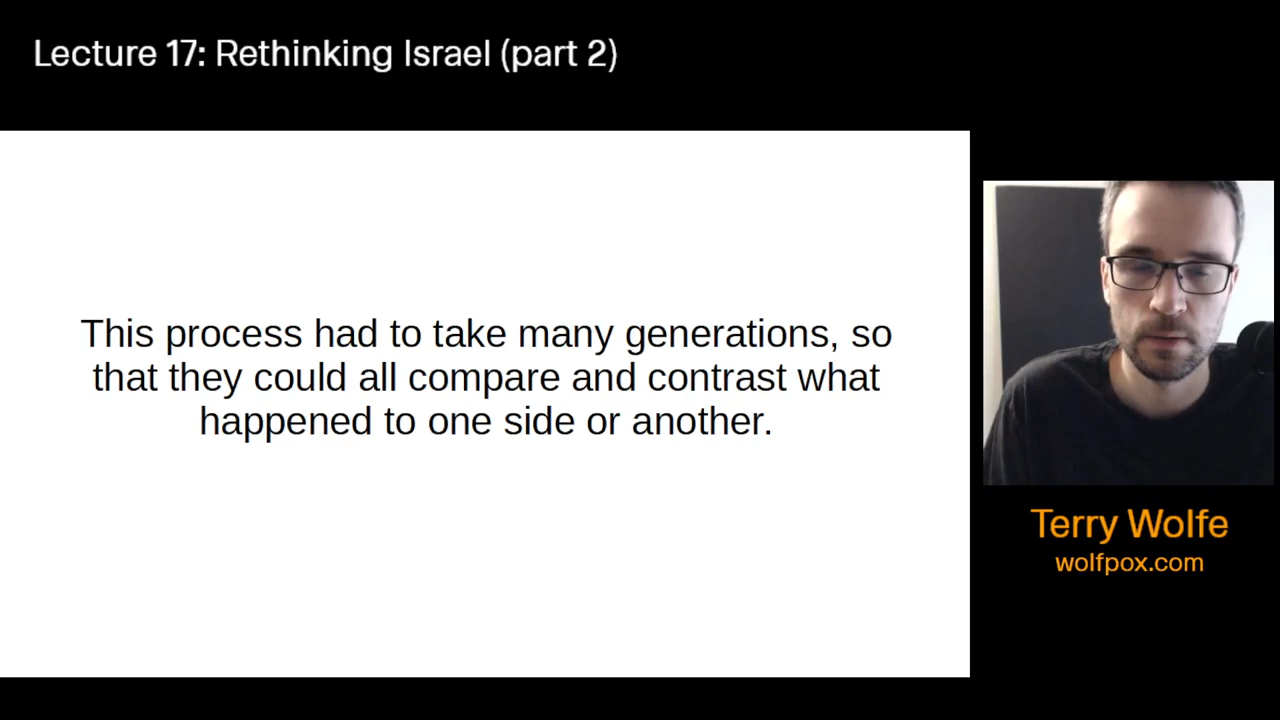 Lecture 17: Rethinking Israel (part 2)
This process had to take many generations, so
that they could all compare and contrast what
happened to one side or another.
Terry Wolfe
wolfpox.com